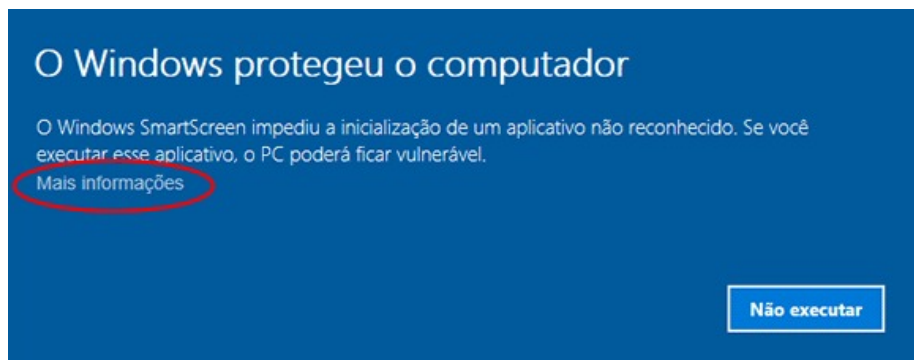 O Windows protegeu o computador
O Windows SmartScreen impediu a inicialização de um aplicativo não reconhecido. Se você
executar esse aplicativo, o PC poderá ficar vulnerável.
Mais informações
Não executar